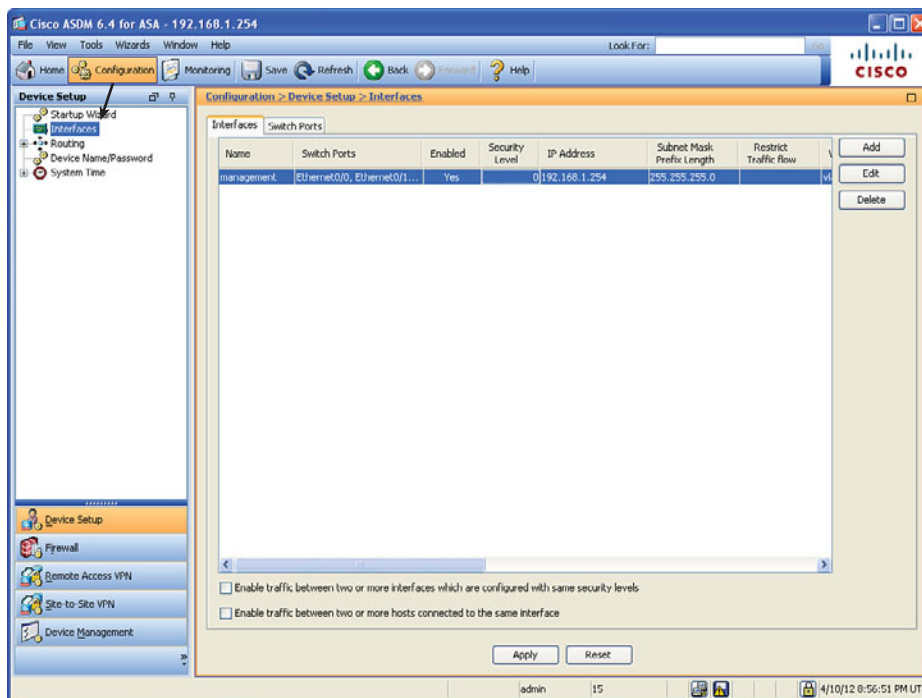 Cisco ASDM 6.4 for ASA - 192.168.1.254
File View Tools Wizards Window Help Look For: Go
Home Configuration Monitoring Save Refresh Back Forward Help
CISCO
Device Setup
Startup Wizard
Interfaces
Routing
Device Name/Password
System Time
Device Setup
Firewall
Remote Access VPN
Site-to-Site VPN
Device Management
Configuration > Device Setup > Interfaces
Interfaces Switch Ports
Name Switch Ports Enabled Security Level IP Address Subnet Mask Prefix Length Restrict Traffic flow
management Ethernet0/0, Ethernet0/1... Yes 0 192.168.1.254 255.255.255.0
Add
Edit
Delete
Enable traffic between two or more interfaces which are configured with same security levels
Enable traffic between two or more hosts connected to the same interface
Apply Reset
admin 15 4/10/12 8:56:51 PM UT